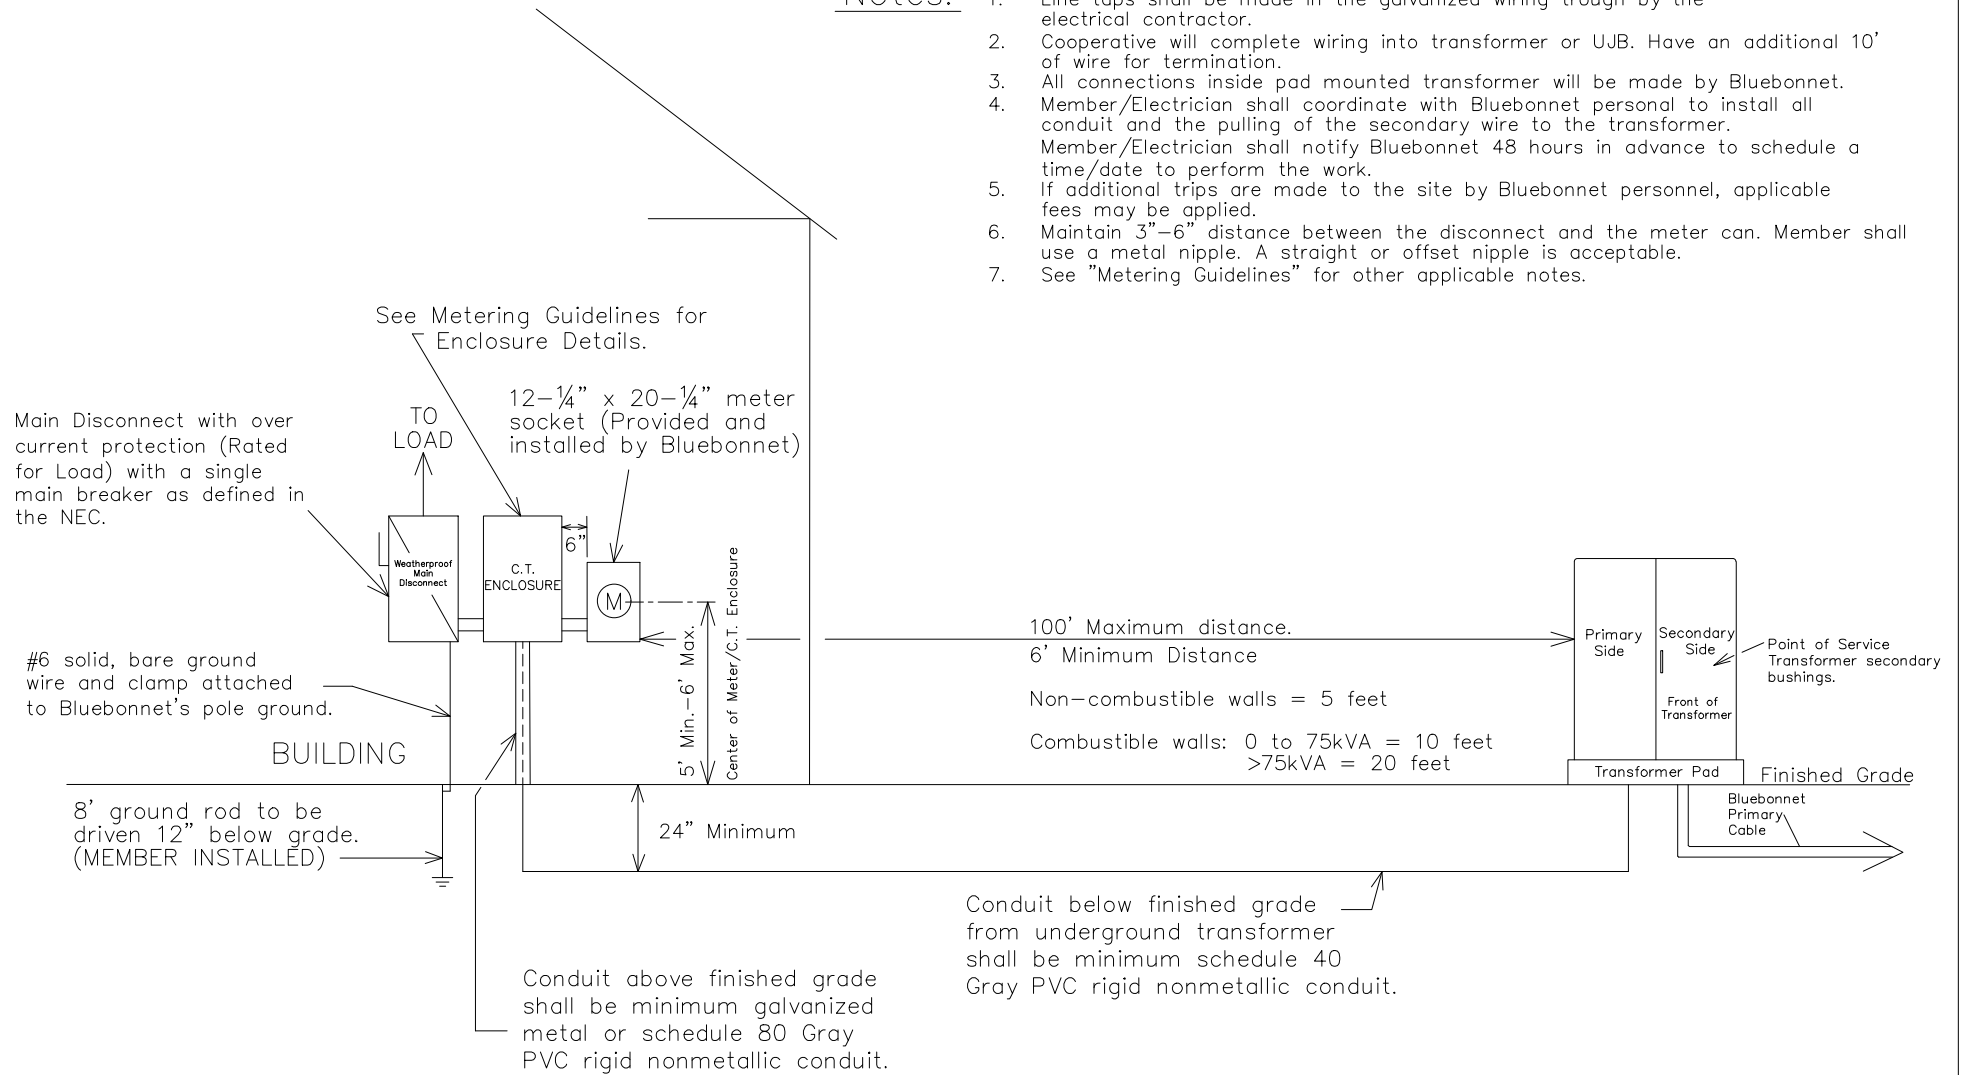 Notes:
1. Line taps shall be made in the galvanized wiring trough by the
electrical contractor.
2. Cooperative will complete wiring into transformer or UJB. Have an additional 10'
of wire for termination.
3. All connections inside pad mounted transformer will be made by Bluebonnet.
4. Member/Electrician shall coordinate with Bluebonnet personal to install all
conduit and the pulling of the secondary wire to the transformer.
Member/Electrician shall notify Bluebonnet 48 hours in advance to schedule a
time/date to perform the work.
5. If additional trips are made to the site by Bluebonnet personnel, applicable
fees may be applied.
6. Maintain 3"-6" distance between the disconnect and the meter can. Member shall
use a metal nipple. A straight or offset nipple is acceptable.
7. See "Metering Guidelines" for other applicable notes.
See Metering Guidelines for
Enclosure Details.
12-¼" x 20-¼" meter
socket (Provided and
installed by Bluebonnet)
Main Disconnect with over
current protection (Rated
for Load) with a single
main breaker as defined in
the NEC.
TO
LOAD
6"
Weatherproof
Main
Disconnect
C.T.
ENCLOSURE
M
5' Min.-6' Max.
Center of Meter/C.T. Enclosure
#6 solid, bare ground
wire and clamp attached
to Bluebonnet's pole ground.
BUILDING
100' Maximum distance.
6' Minimum Distance
Non-combustible walls = 5 feet
Combustible walls: 0 to 75kVA = 10 feet
>75kVA = 20 feet
Primary
Side
Secondary
Side
Front of
Transformer
Point of Service
Transformer secondary
bushings.
Transformer Pad
Finished Grade
Bluebonnet
Primary
Cable
8' ground rod to be
driven 12" below grade.
(MEMBER INSTALLED)
24" Minimum
Conduit below finished grade
from underground transformer
shall be minimum schedule 40
Gray PVC rigid nonmetallic conduit.
Conduit above finished grade
shall be minimum galvanized
metal or schedule 80 Gray
PVC rigid nonmetallic conduit.